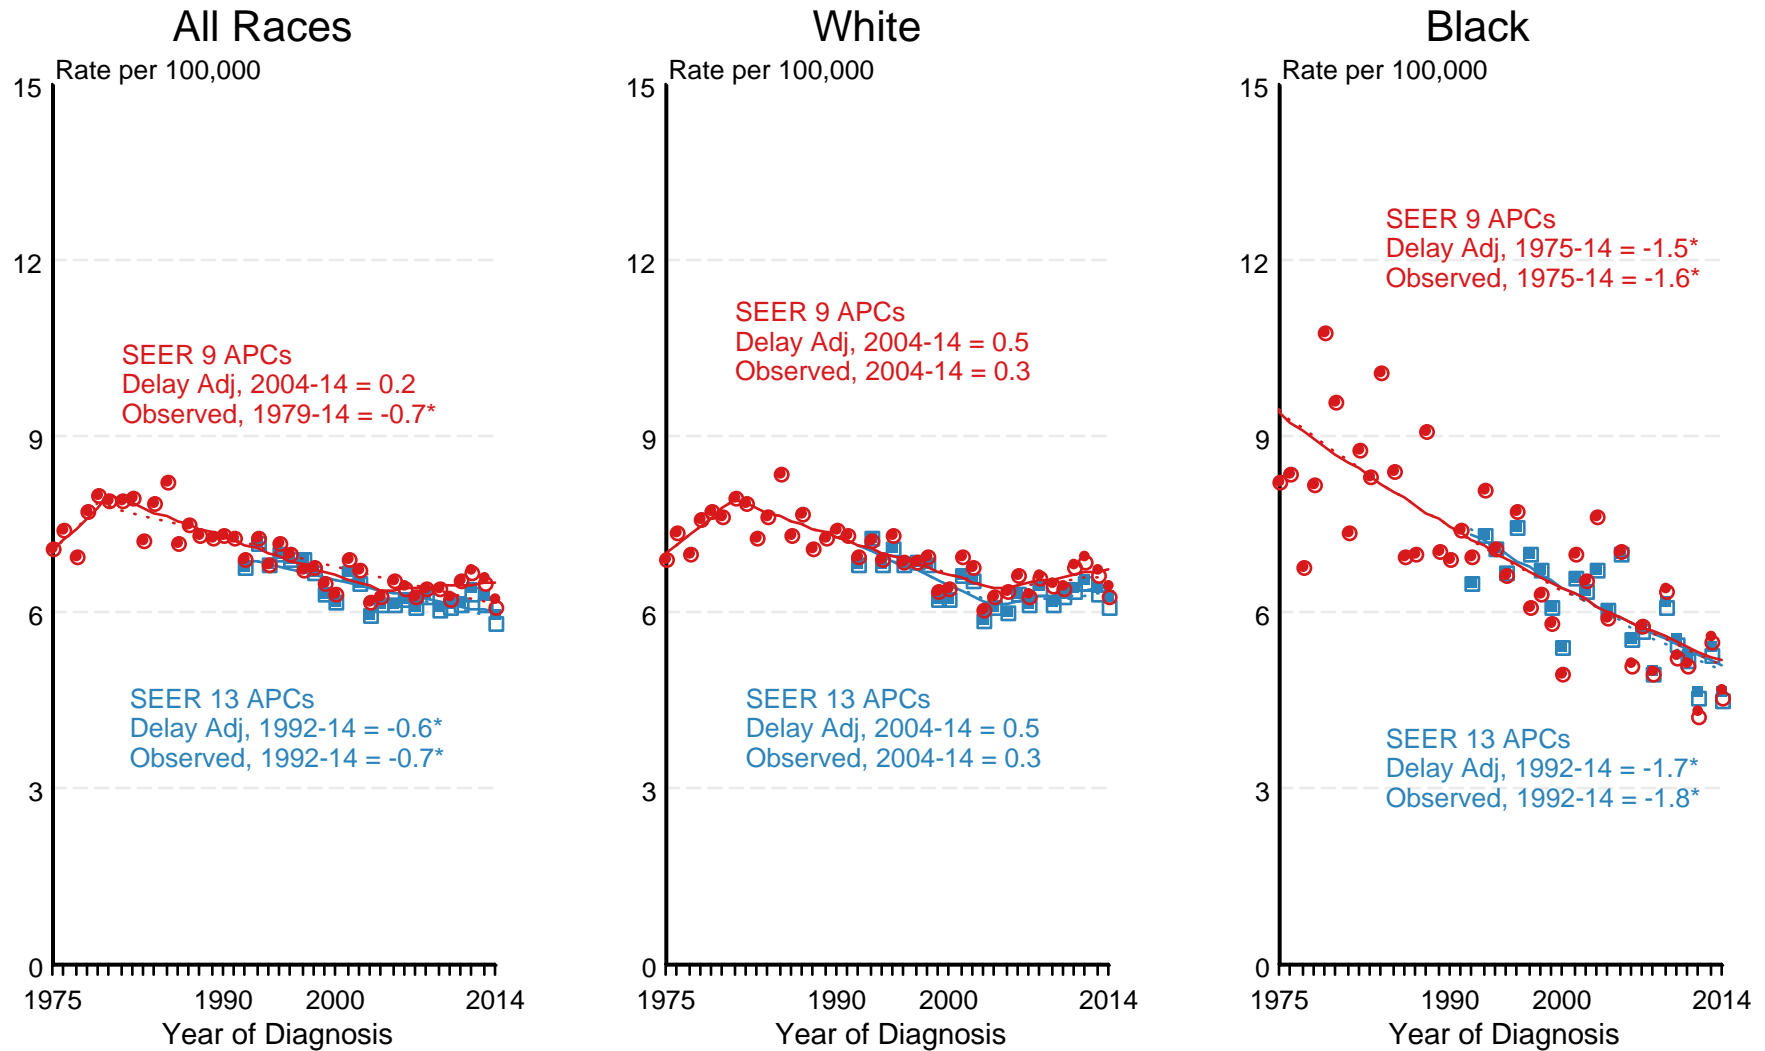 All Races
Rate per 100,000
15
12
9
6
3
0
SEER 9 APCs
Delay Adj, 2004-14 = 0.2
Observed, 1979-14 = -0.7*
SEER 13 APCs
Delay Adj, 1992-14 = -0.6*
Observed, 1992-14 = -0.7*
1975 1990 2000 2014
Year of Diagnosis
White
Rate per 100,000
15
12
9
6
3
0
SEER 9 APCs
Delay Adj, 2004-14 = 0.5
Observed, 2004-14 = 0.3
SEER 13 APCs
Delay Adj, 2004-14 = 0.5
Observed, 2004-14 = 0.3
1975 1990 2000 2014
Year of Diagnosis
Black
Rate per 100,000
15
12
9
6
3
0
SEER 9 APCs
Delay Adj, 1975-14 = -1.5*
Observed, 1975-14 = -1.6*
SEER 13 APCs
Delay Adj, 1992-14 = -1.7*
Observed, 1992-14 = -1.8*
1975 1990 2000 2014
Year of Diagnosis